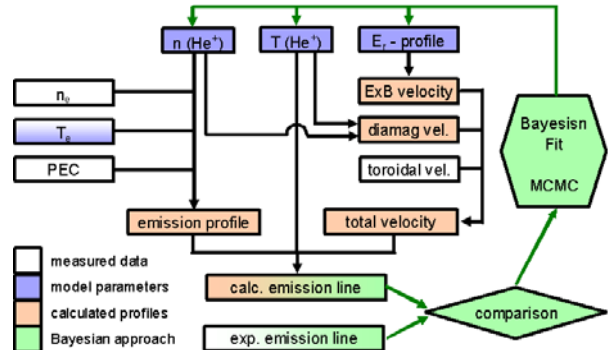 n (He⁺)
T (He⁺)
Eᵣ - profile
nₑ
Tₑ
PEC
ExB velocity
diamag vel.
toroidal vel.
Bayesisn
Fit
MCMC
emission profile
total velocity
measured data
model parameters
calculated profiles
Bayesian approach
calc. emission line
exp. emission line
comparison